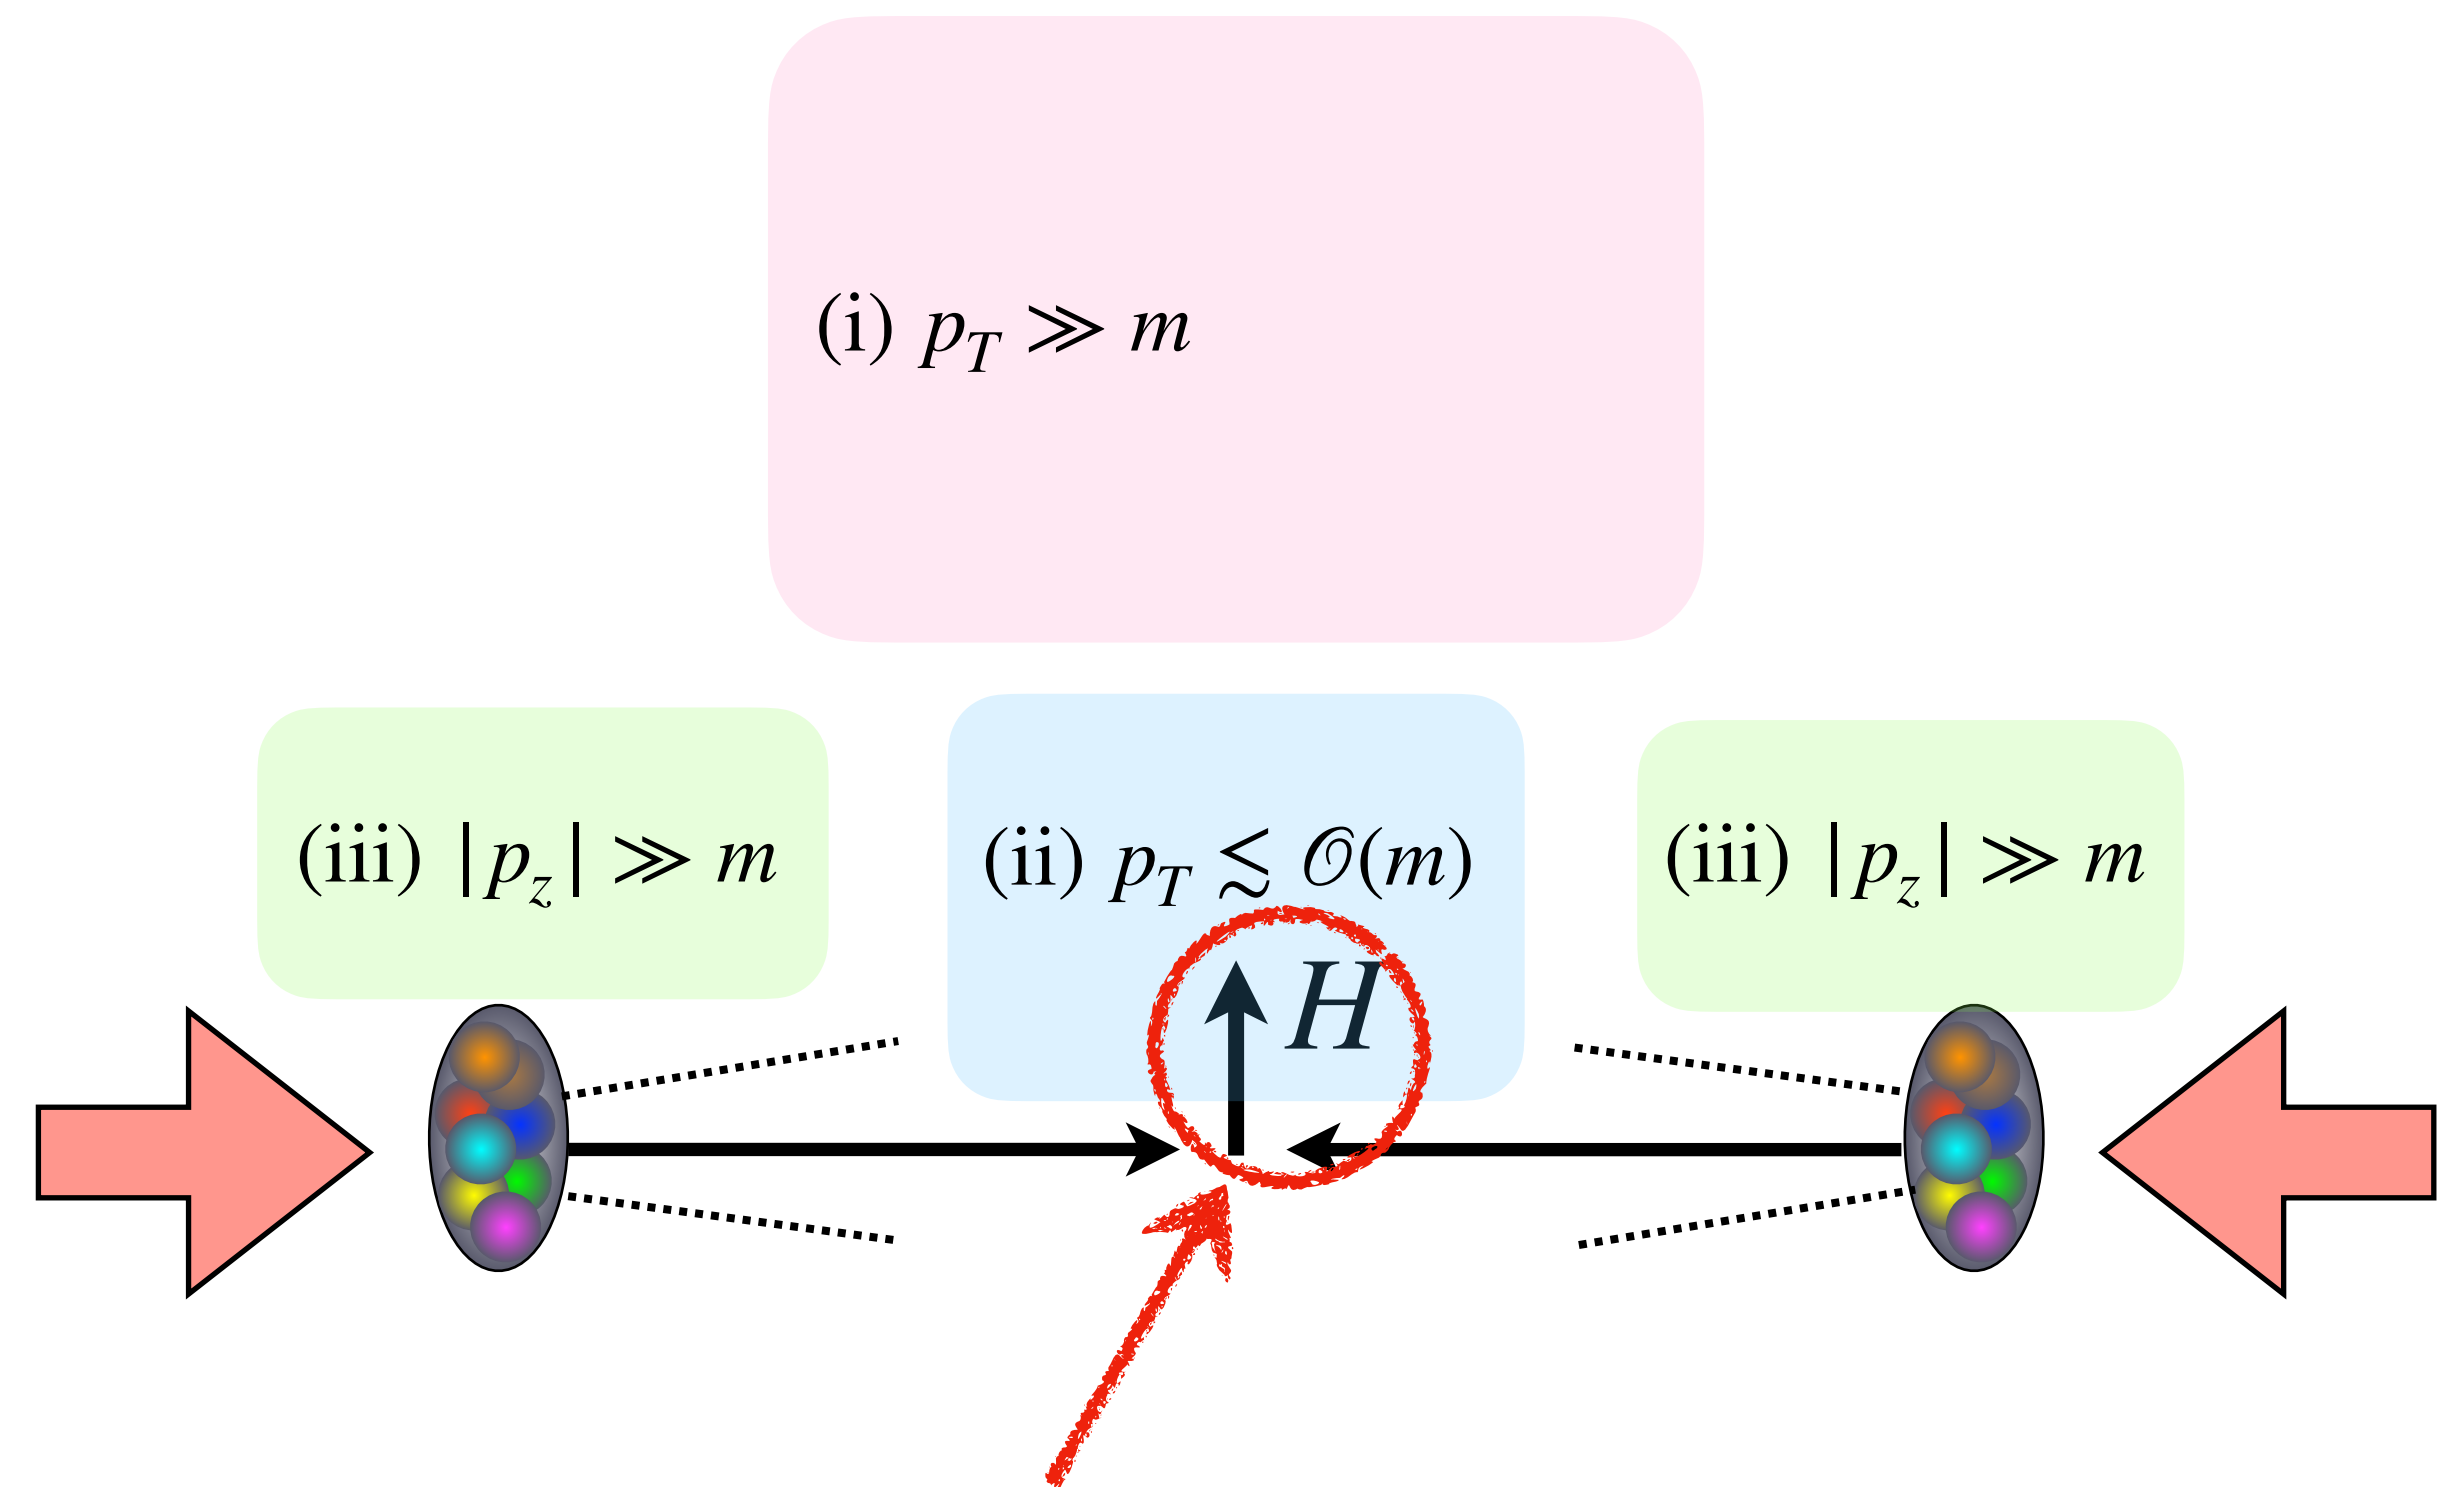 (i) p_T ≫ m
(iii) |p_z| ≫ m
(ii) p_T ≲ 𝒪(m)
(iii) |p_z| ≫ m
H